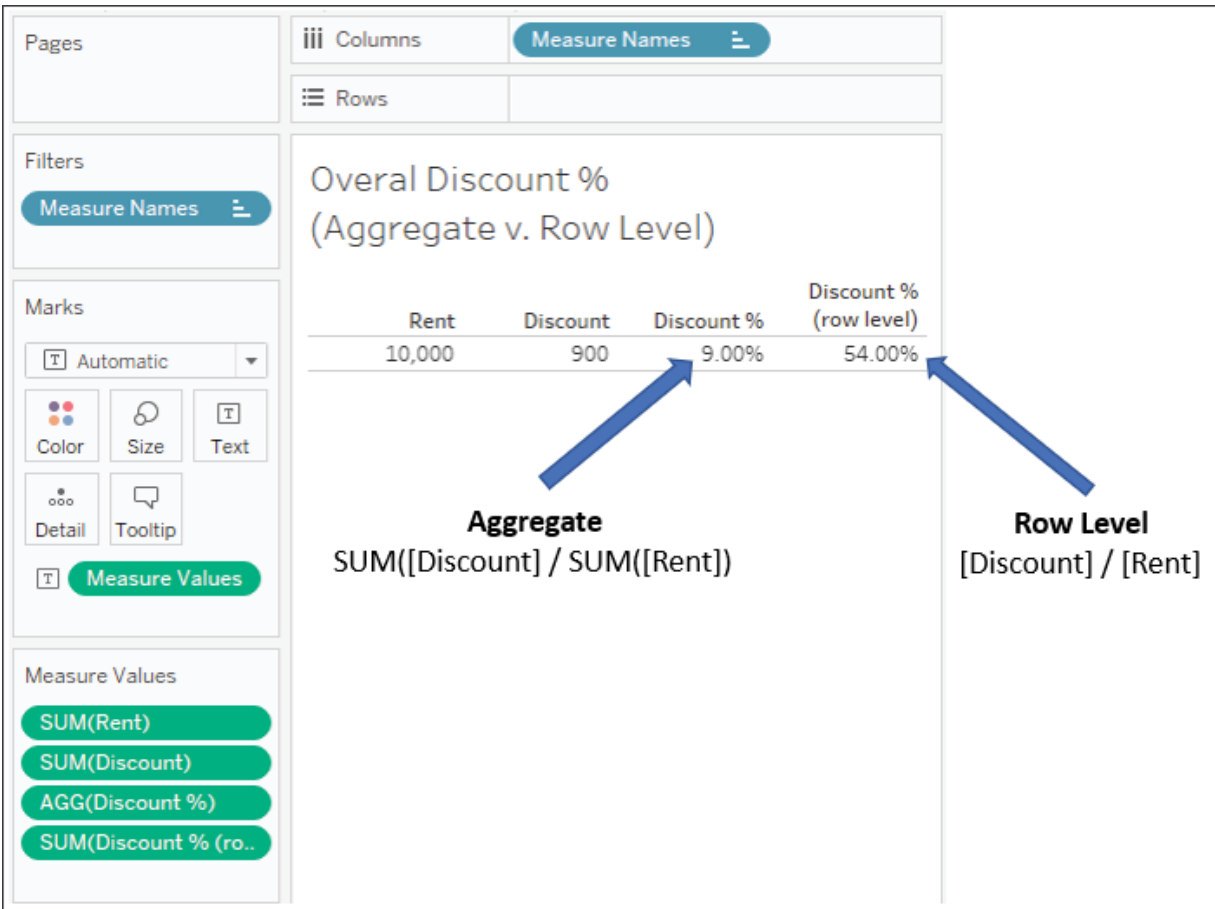 Pages
Columns
Measure Names
Rows
Filters
Measure Names
Marks
Automatic
Color
Size
Text
Detail
Tooltip
Measure Values
Measure Values
SUM(Rent)
SUM(Discount)
AGG(Discount %)
SUM(Discount % (ro..
Overal Discount %
(Aggregate v. Row Level)
Discount %
Rent Discount Discount % (row level)
10,000 900 9.00% 54.00%
Aggregate
SUM([Discount] / SUM([Rent])
Row Level
[Discount] / [Rent]